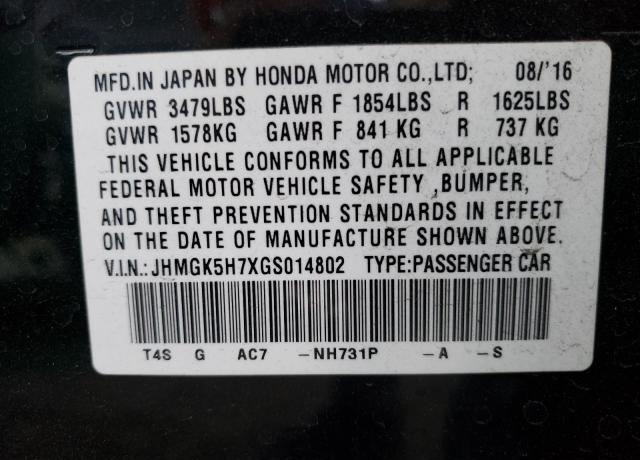 MFD.IN JAPAN BY HONDA MOTOR CO.,LTD; 08/'16
GVWR 3479LBS GAWR F 1854LBS R 1625LBS
GVWR 1578KG GAWR F 841 KG R 737 KG
THIS VEHICLE CONFORMS TO ALL APPLICABLE
FEDERAL MOTOR VEHICLE SAFETY ,BUMPER,
AND THEFT PREVENTION STANDARDS IN EFFECT
ON THE DATE OF MANUFACTURE SHOWN ABOVE.
V.I.N.:JHMGK5H7XGS014802 TYPE:PASSENGER CAR
T4S G AC7 -NH731P -A -S